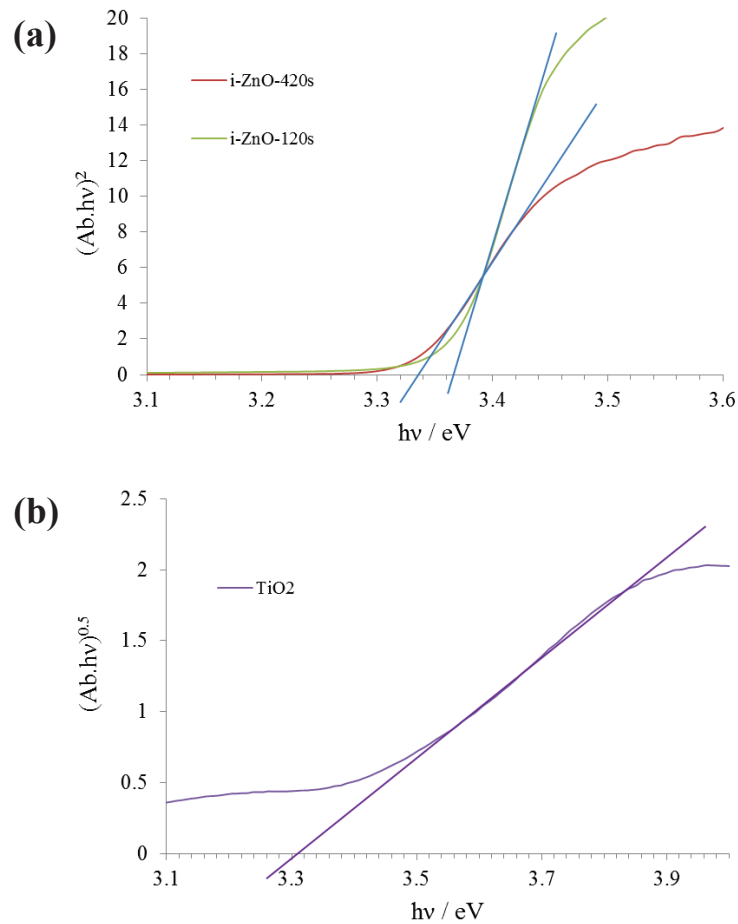 (a)
20
18
16
14
12
10
8
6
4
2
0
(Ab.hν)²
i-ZnO-420s
i-ZnO-120s
3.1 3.2 3.3 3.4 3.5 3.6
hν / eV
(b)
2.5
2
1.5
1
0.5
0
(Ab.hν)⁰·⁵
TiO2
3.1 3.3 3.5 3.7 3.9
hν / eV